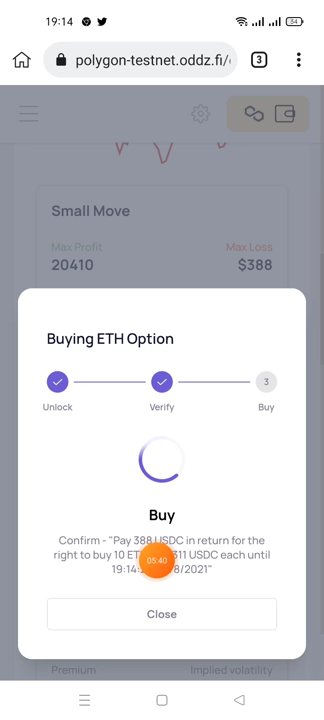 19:14
54
polygon-testnet.oddz.fi/
3
Small Move
Max Profit Max Loss
20410 $388
Buying ETH Option
3
Unlock Verify Buy
Buy
Confirm - "Pay 388 USDC in return for the
right to buy 10 311 USDC each until
05:40
19:14: 8/2021"
Close
Premium Implied volatility